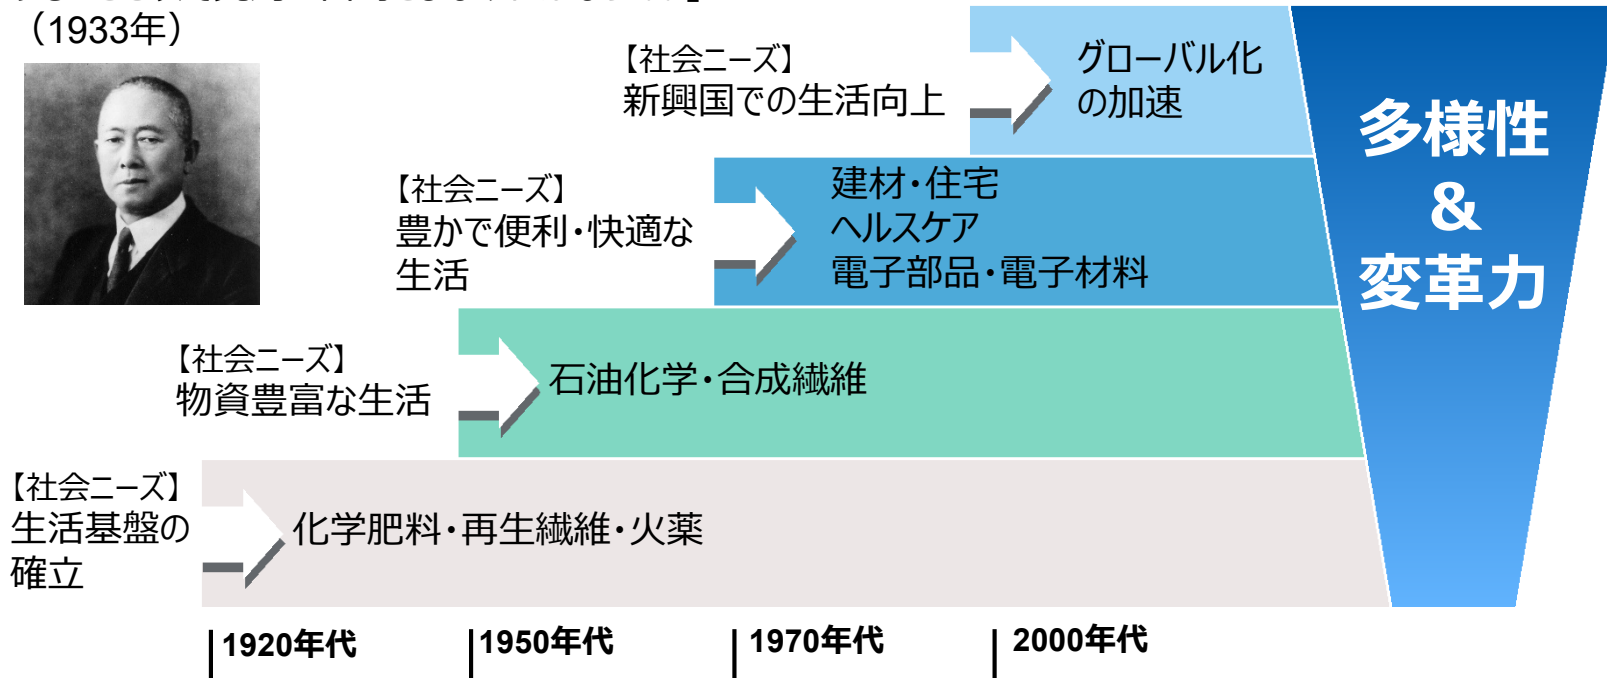 （1933年）
【社会ニーズ】
新興国での生活向上
グローバル化
の加速
多様性
&
変革力
【社会ニーズ】
豊かで便利・快適な
生活
建材・住宅
ヘルスケア
電子部品・電子材料
【社会ニーズ】
物資豊富な生活
石油化学・合成繊維
【社会ニーズ】
生活基盤の
確立
化学肥料・再生繊維・火薬
1920年代
1950年代
1970年代
2000年代